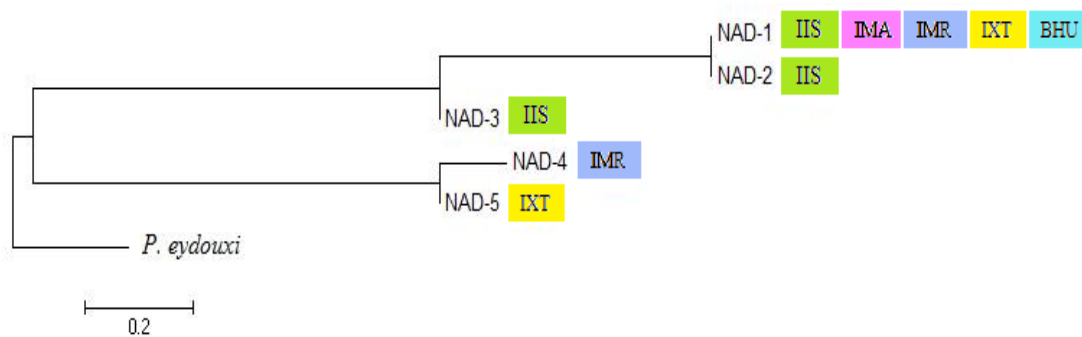 NAD-1 IIS IMA IMR IXT BHU
NAD-2 IIS
NAD-3 IIS
NAD-4 IMR
NAD-5 IXT
P. eydouxi
0.2